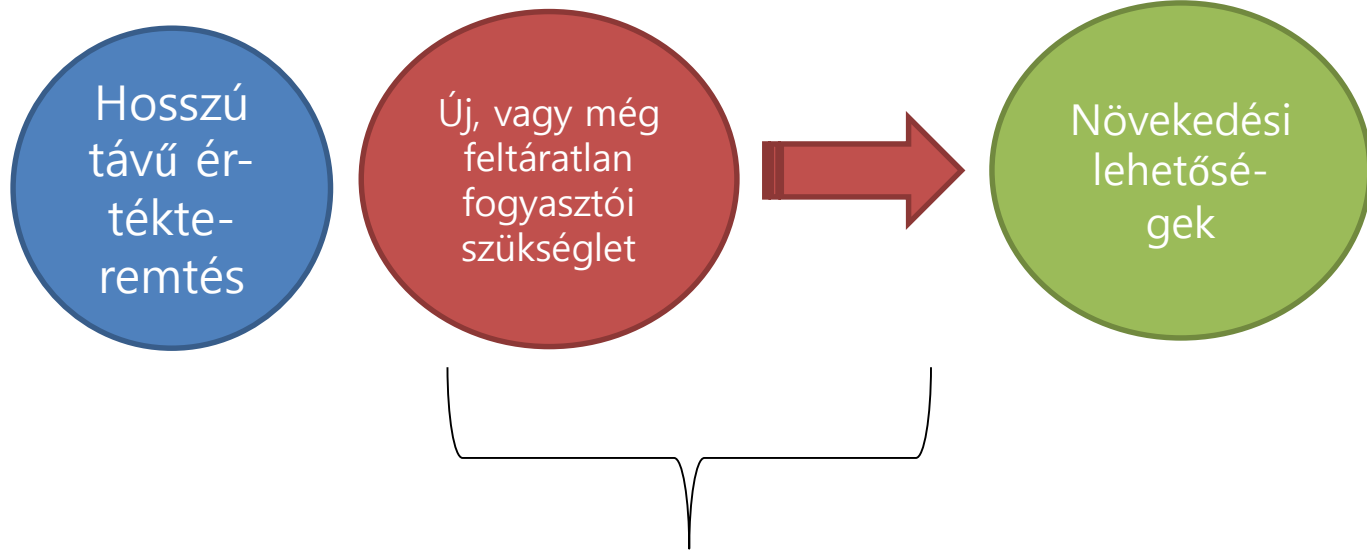 Hosszú
távű ér-
tékte-
remtés
Új, vagy még
feltáratlan
fogyasztói
szükséglet
Növekedési
lehetősé-
gek